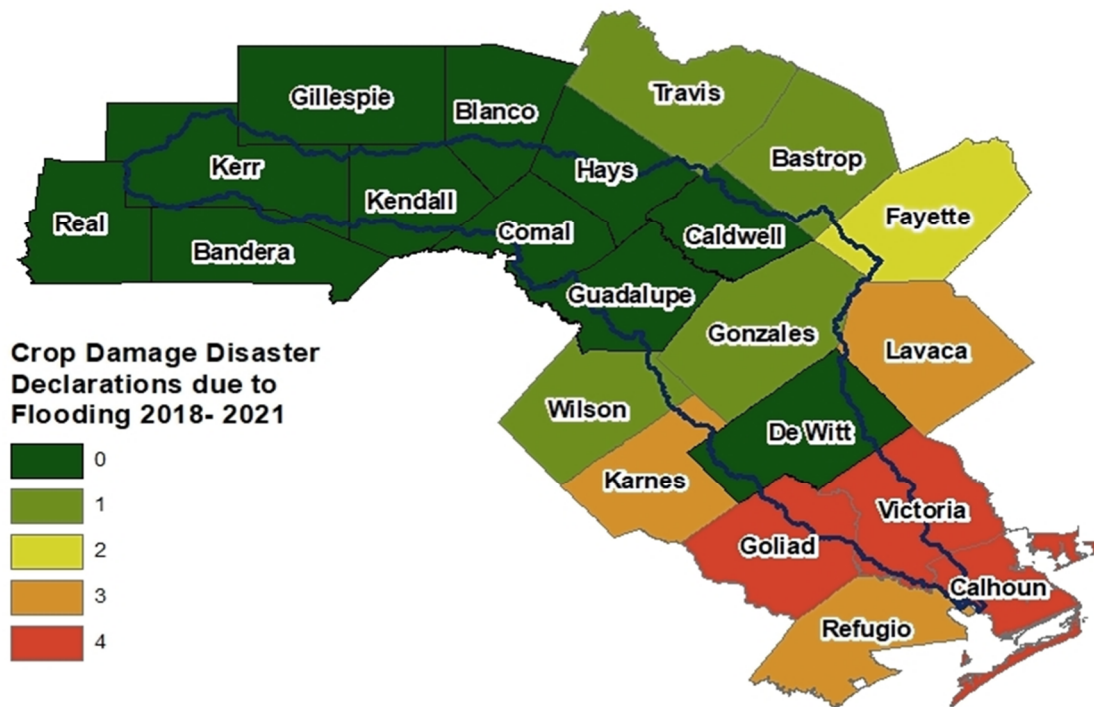 Travis
Gillespie
Blanco
Bastrop
Kerr
Hays
Kendall
Fayette
Real
Comal
Caldwell
Bandera
Guadalupe
Gonzales
Lavaca
Wilson
De Witt
Karnes
Victoria
Goliad
Calhoun
Refugio
Crop Damage Disaster
Declarations due to
Flooding 2018- 2021
0
1
2
3
4